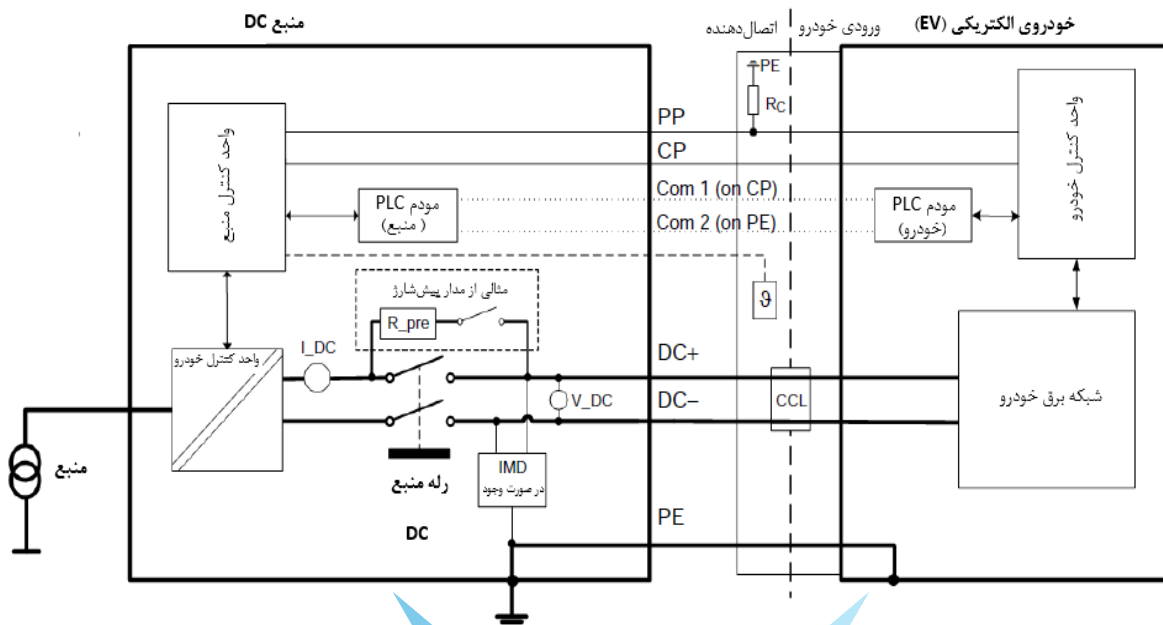 منبع DC
اتصال‌دهنده
ورودی خودرو
خودروی الکتریکی (EV)
PE
RC
واحد کنترل منبع
PP
CP
واحد کنترل خودرو
مودم PLC
(منبع)
Com 1 (on CP)
Com 2 (on PE)
مودم PLC
(خودرو)
مثالی از مدار پیش‌شارژ
R_pre
ϑ
واحد کنترل خودرو
I_DC
DC+
V_DC
DC–
CCL
شبکه برق خودرو
منبع
رله منبع
IMD
در صورت وجود
DC
PE